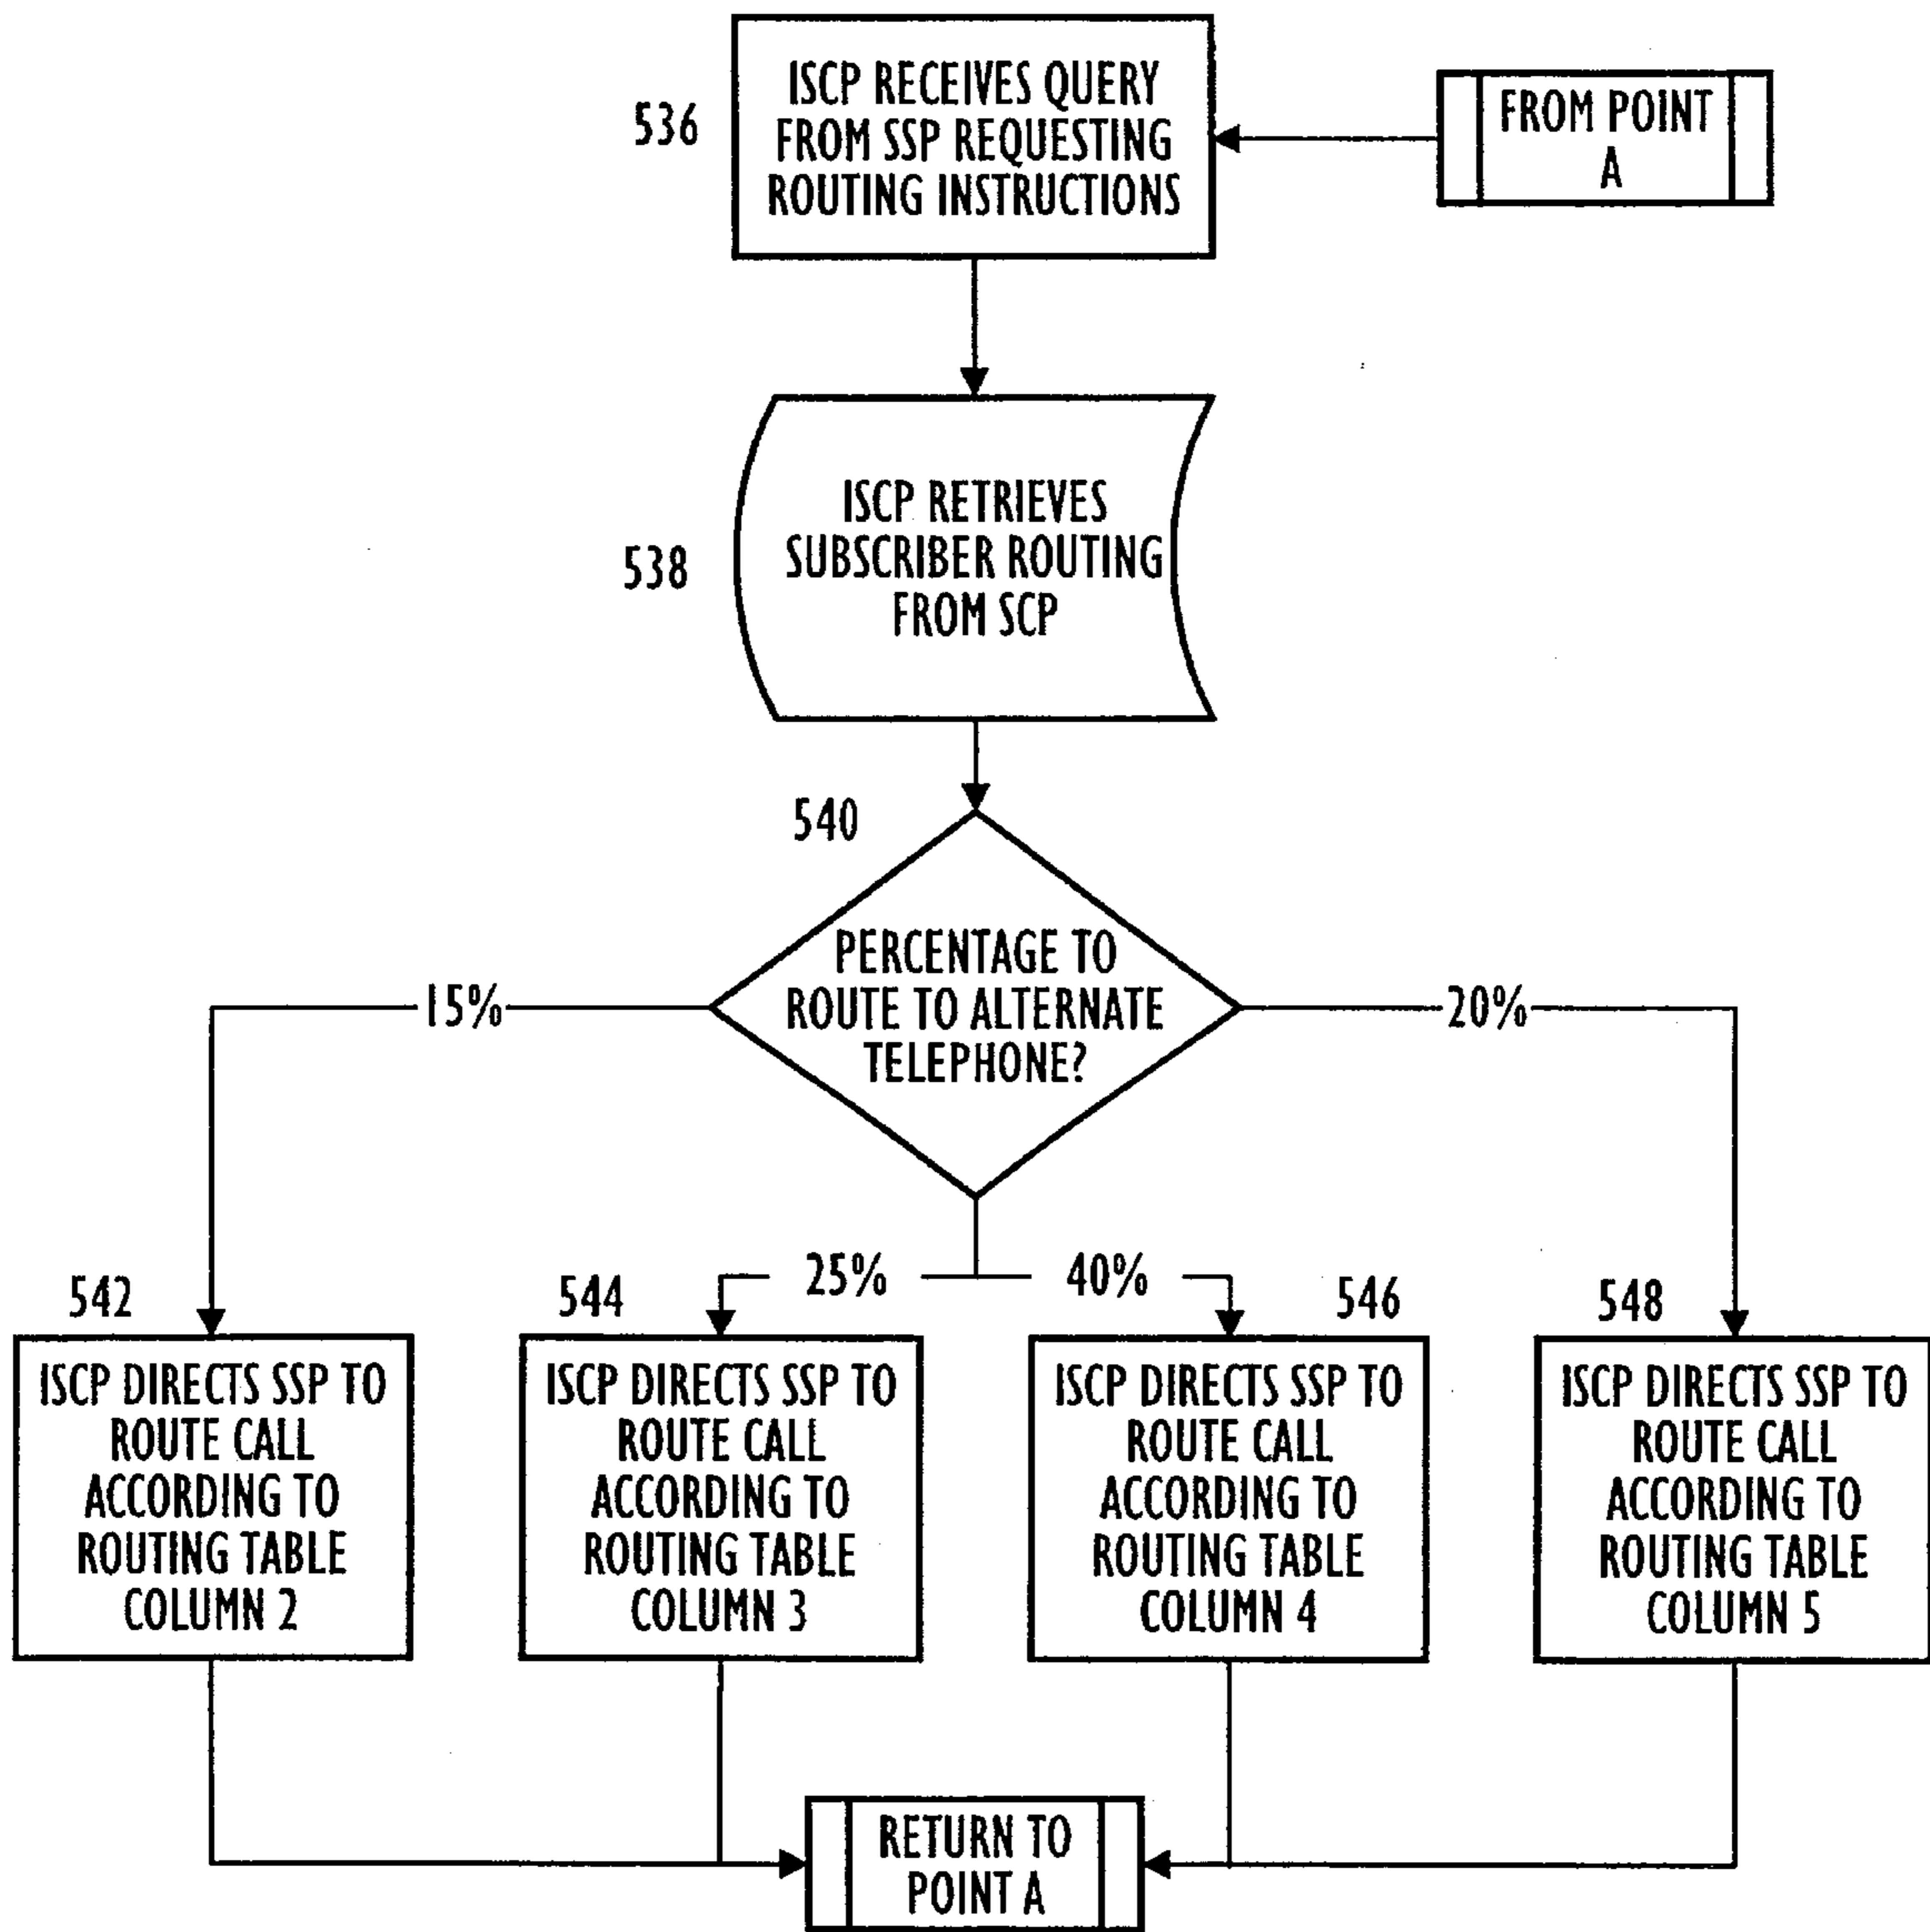 536
ISCP RECEIVES QUERY
FROM SSP REQUESTING
ROUTING INSTRUCTIONS
FROM POINT
A
538
ISCP RETRIEVES
SUBSCRIBER ROUTING
FROM SCP
540
PERCENTAGE TO
ROUTE TO ALTERNATE
TELEPHONE?
15%
20%
25%
40%
542
ISCP DIRECTS SSP TO
ROUTE CALL
ACCORDING TO
ROUTING TABLE
COLUMN 2
544
ISCP DIRECTS SSP TO
ROUTE CALL
ACCORDING TO
ROUTING TABLE
COLUMN 3
546
ISCP DIRECTS SSP TO
ROUTE CALL
ACCORDING TO
ROUTING TABLE
COLUMN 4
548
ISCP DIRECTS SSP TO
ROUTE CALL
ACCORDING TO
ROUTING TABLE
COLUMN 5
RETURN TO
POINT A